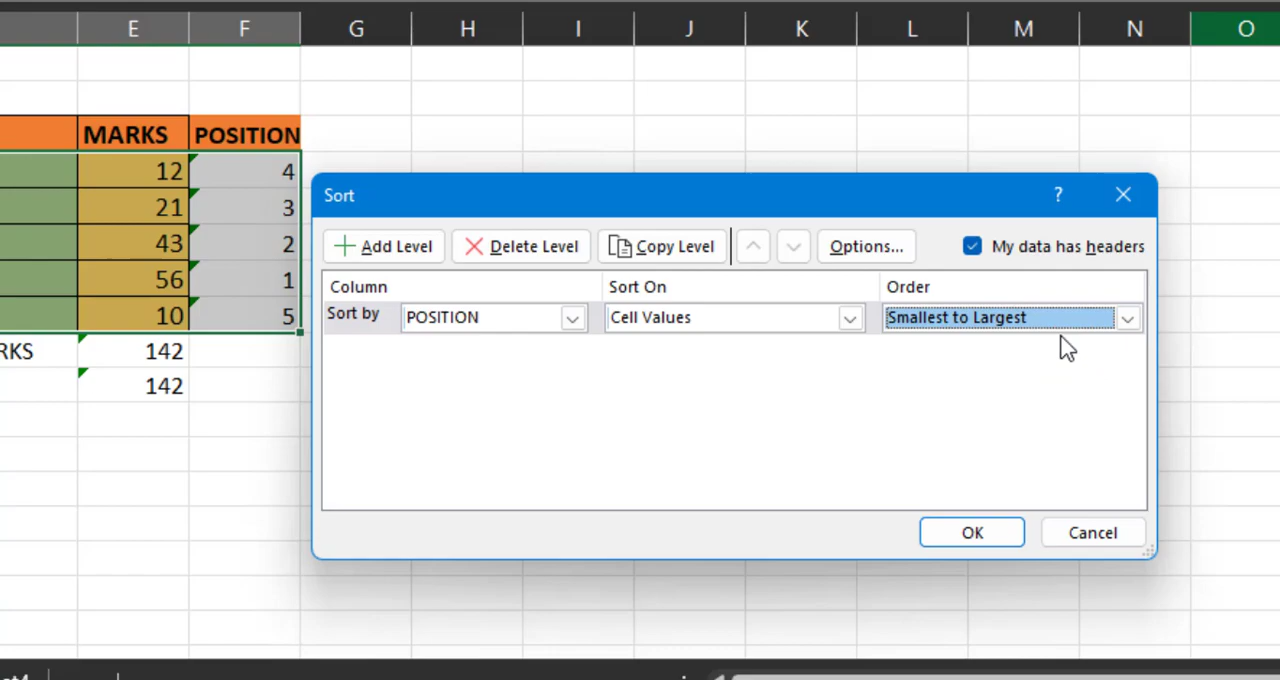 E F G H I J K L M N O
MARKS POSITION
12 4
21 3
43 2
56 1
10 5
RKS 142
142
Sort ?
Add Level Delete Level Copy Level Options... My data has headers
Column Sort On Order
Sort by POSITION Cell Values Smallest to Largest
OK Cancel